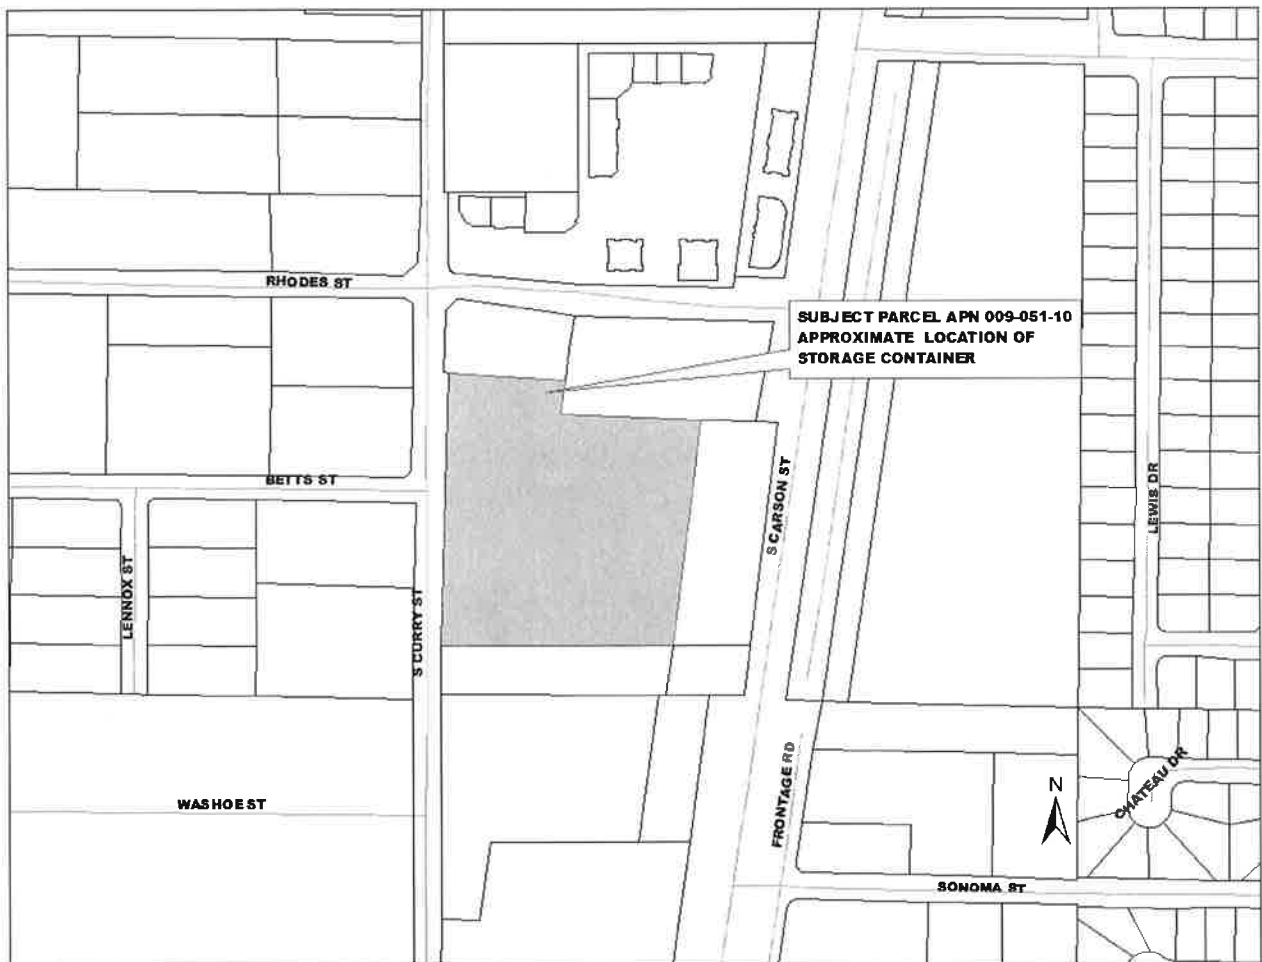 RHODES ST
SUBJECT PARCEL APN 009-051-10
APPROXIMATE LOCATION OF
STORAGE CONTAINER
BETTS ST
S CARSON ST
LEWIS DR
LENNOX ST
S CURRY ST
WASHOE ST
FRONTAGE RD
N
CHATEAU DR
SONOMA ST